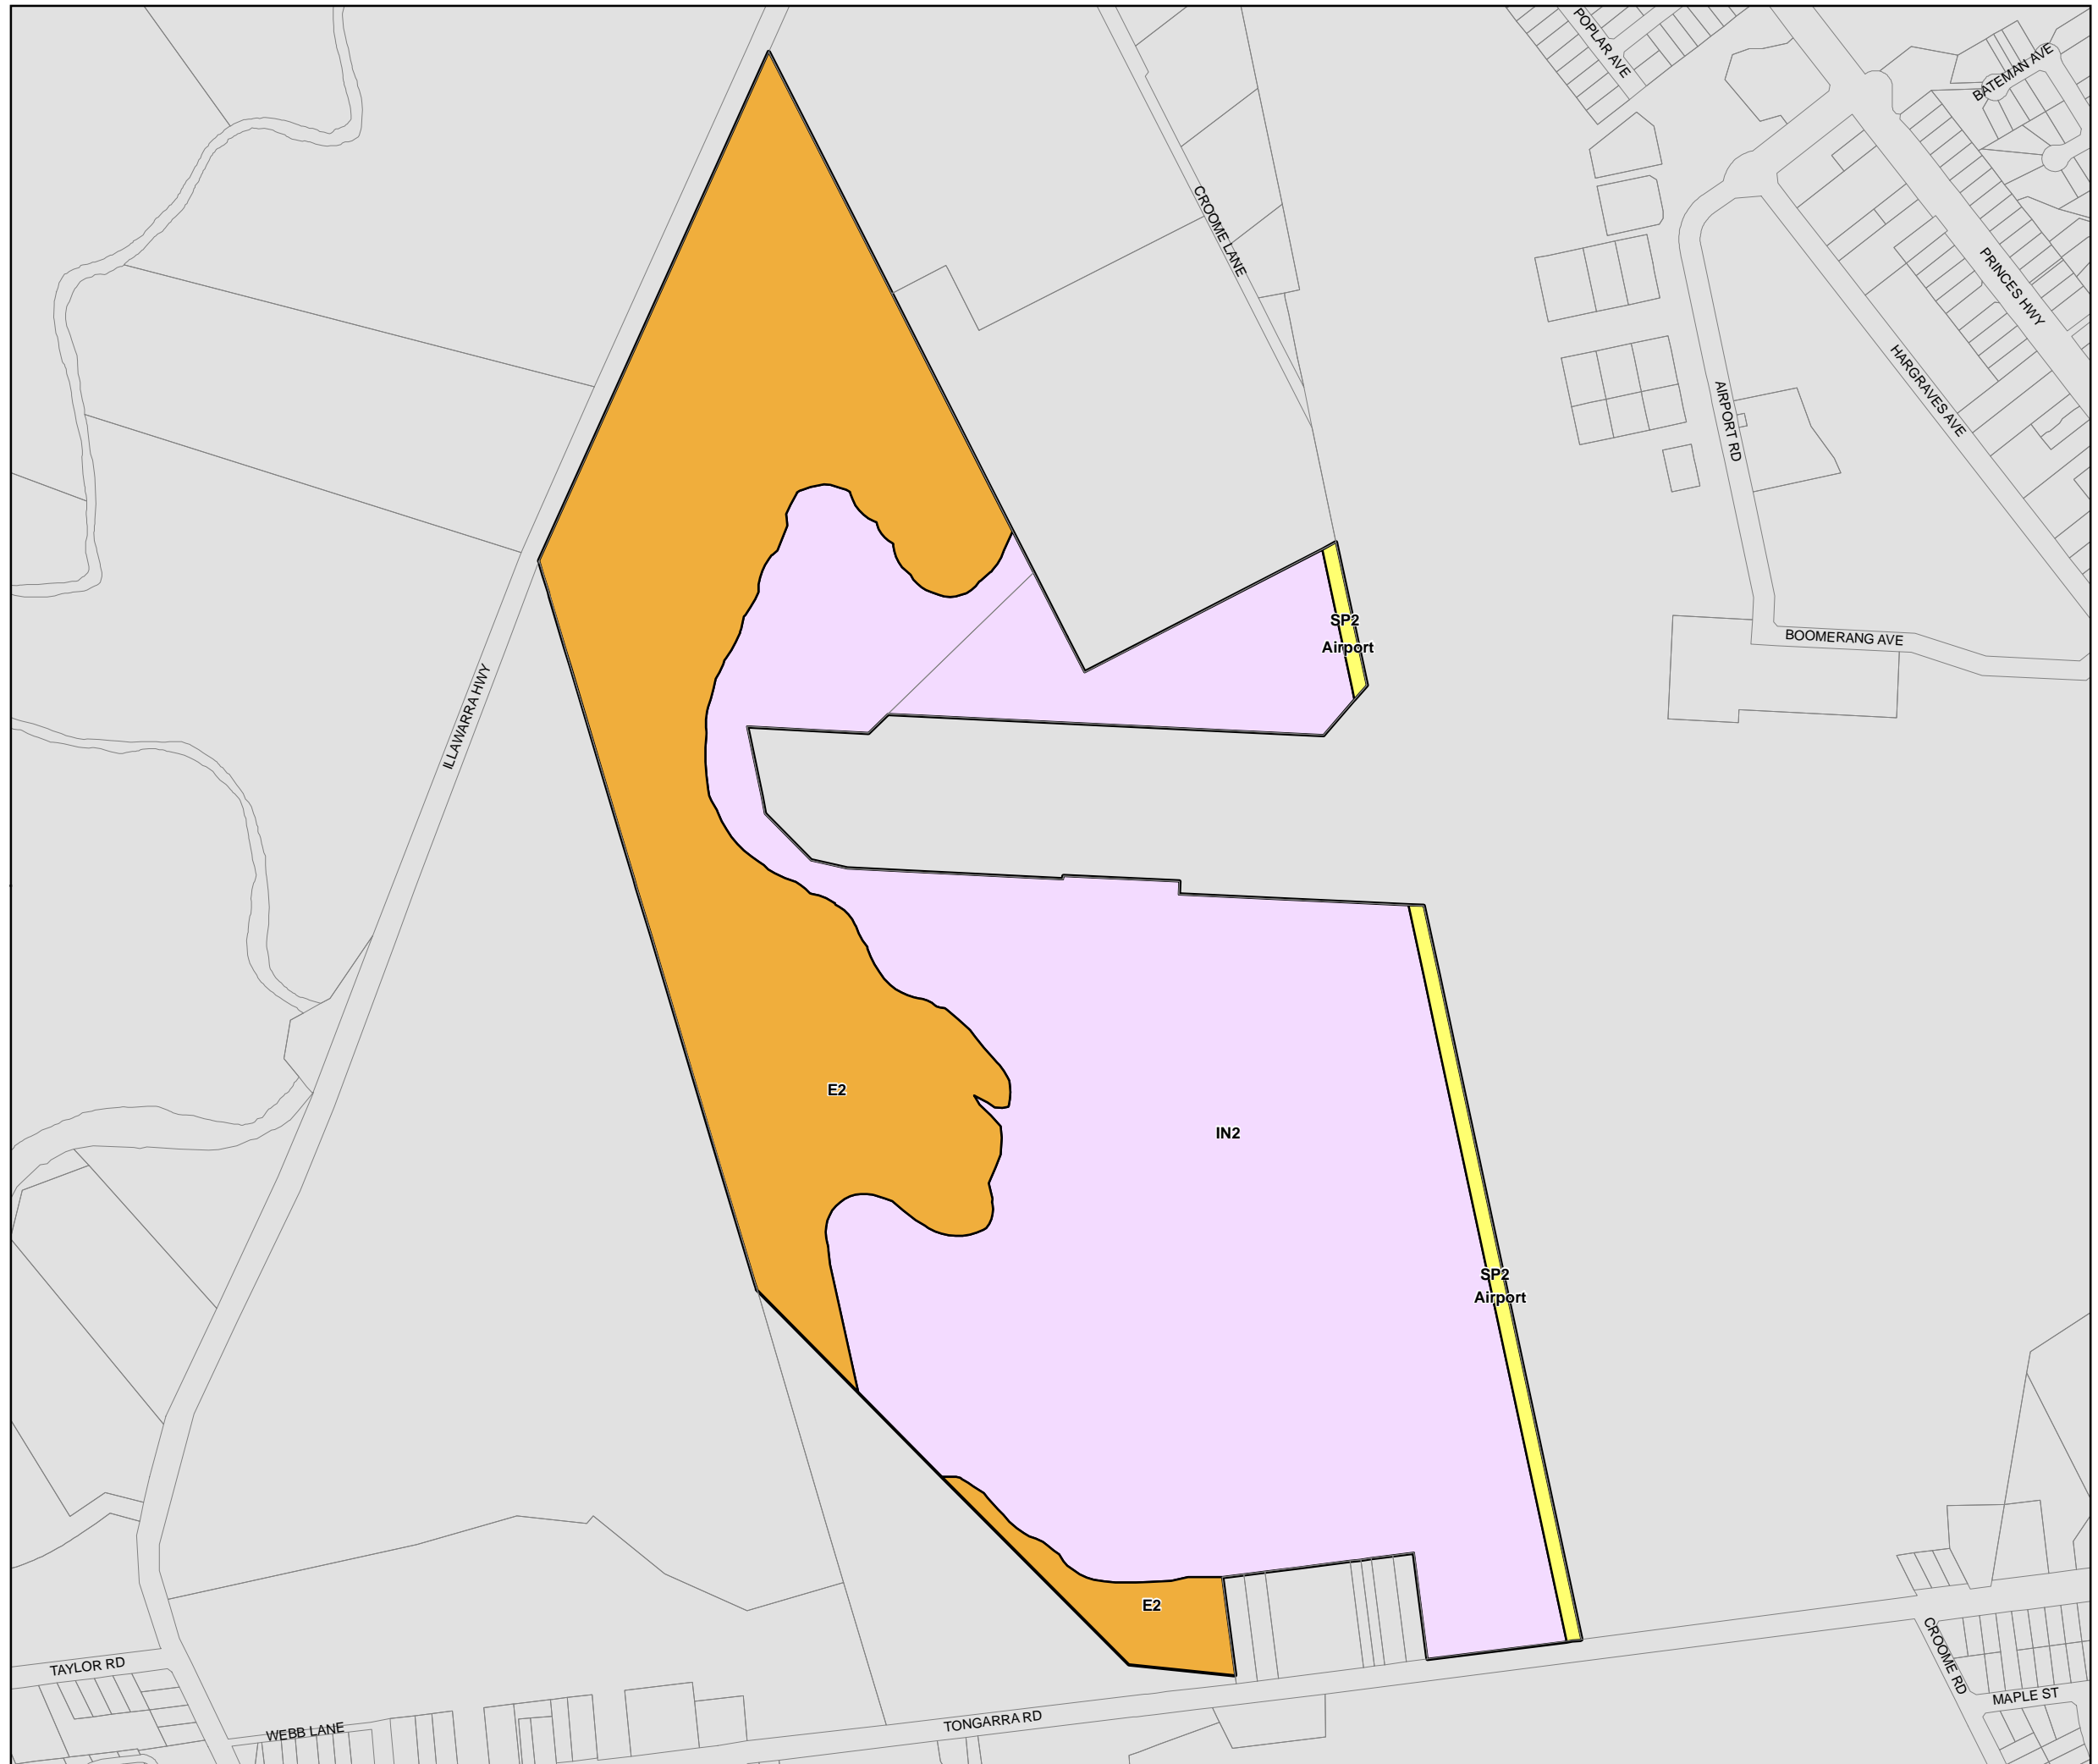 POPLAR AVE
BATEMAN AVE
CROOME LANE
PRINCES HWY
HARGRAVES AVE
AIRPORT RD
SP2
Airport
BOOMERANG AVE
ILLAWARRA HWY
E2
IN2
SP2
Airport
E2
CROOME RD
TAYLOR RD
MAPLE ST
WEBB LANE
TONGARRA RD